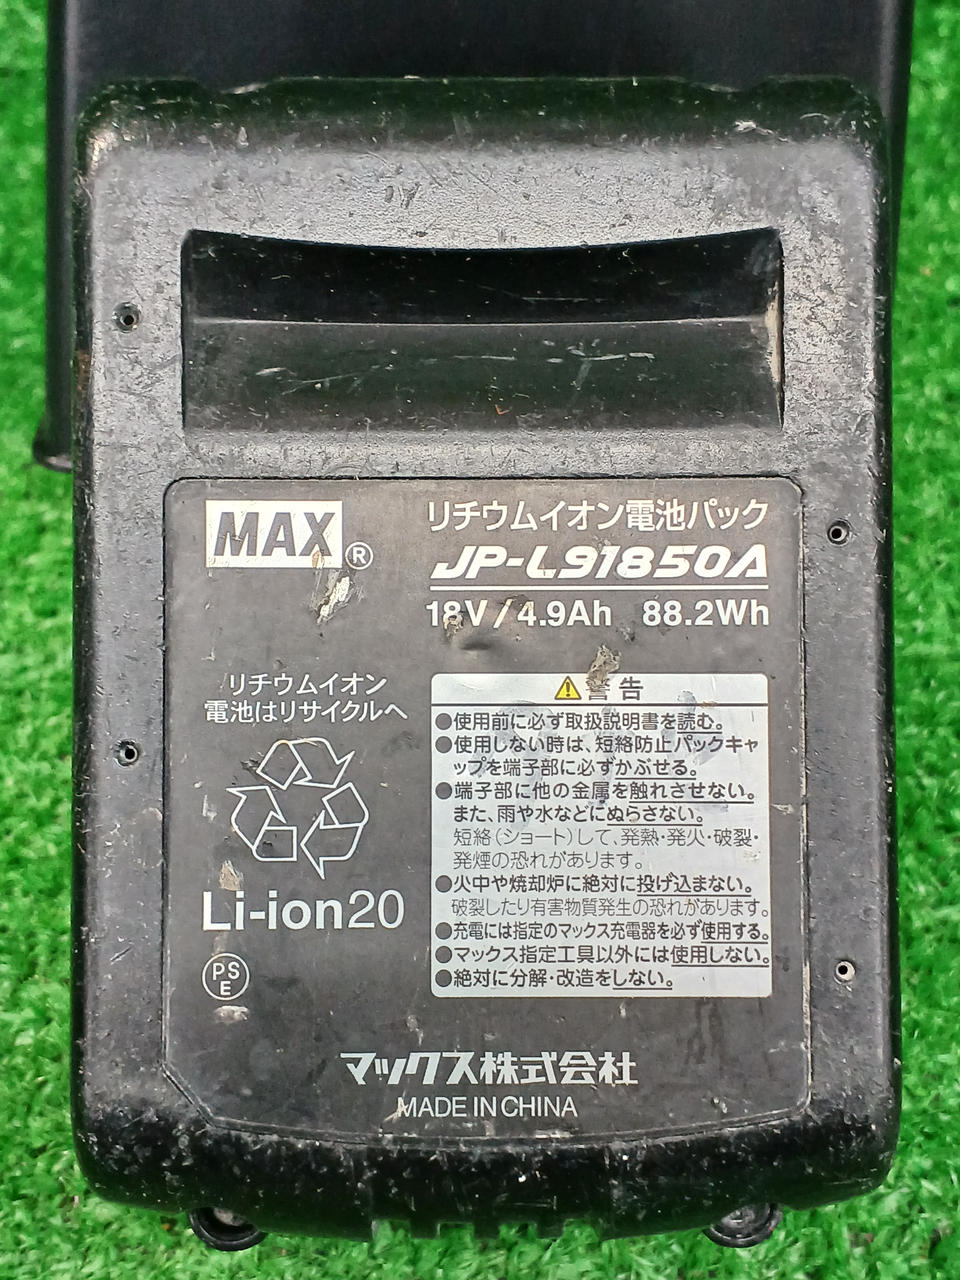 MAX®
リチウムイオン電池パック
JP-L91850A
18V/4.9Ah 88.2Wh
リチウムイオン
電池はリサイクルへ
Li-ion20
PS
E
警告
●使用前に必ず取扱説明書を読む。
●使用しない時は、短絡防止パックキャ
ップを端子部に必ずかぶせる。
●端子部に他の金属を触れさせない。
また、雨や水などにぬらさない。
短絡(ショート)して、発熱・発火・破裂・
発煙の恐れがあります。
●火中や焼却炉に絶対に投げ込まない。
破裂したり有害物質発生の恐れがあります。
●充電には指定のマックス充電器を必ず使用する。
●マックス指定工具以外には使用しない。
●絶対に分解・改造をしない。
マックス株式会社
MADE IN CHINA